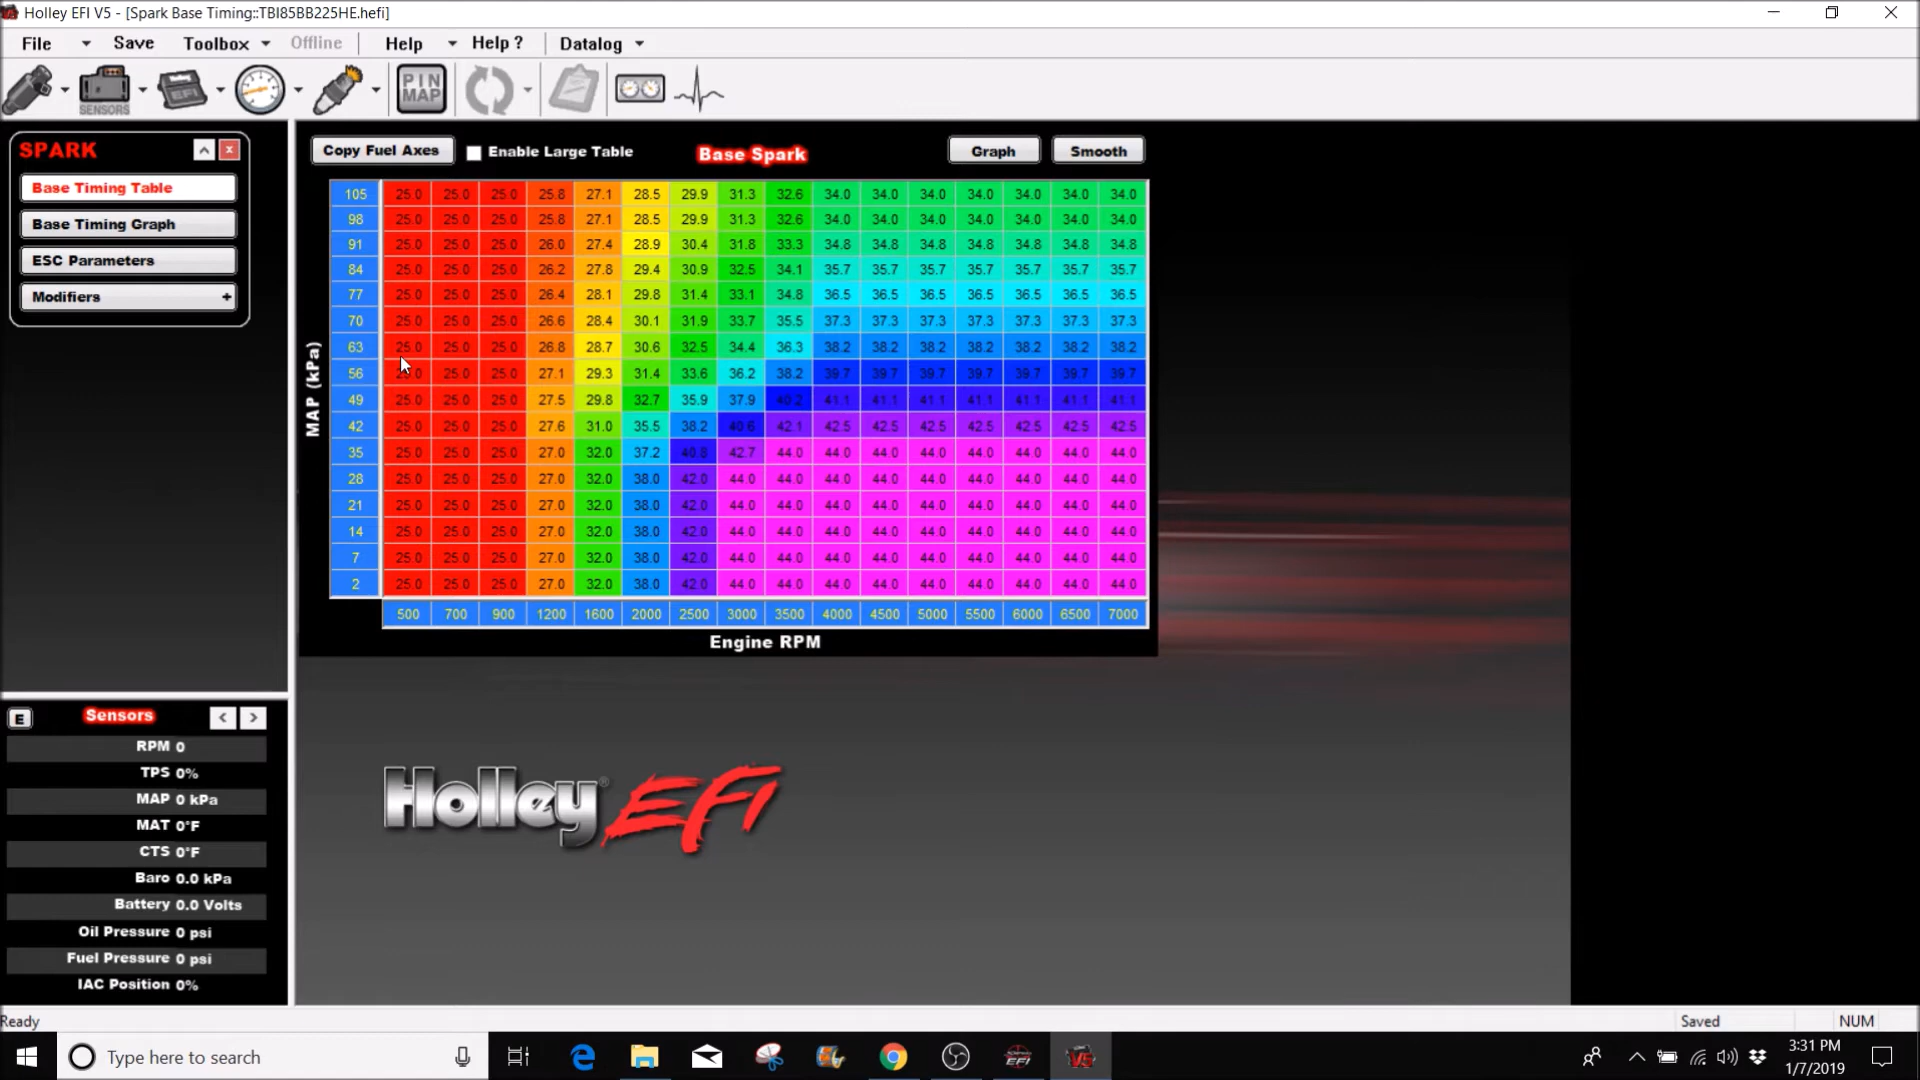 Holley EFI V5 - [Spark Base Timing::TBI85BB225HE.hefi]
File Save Toolbox Offline Help Help ? Datalog
SENSORS EFI PIN MAP
SPARK
Base Timing Table
Base Timing Graph
ESC Parameters
Modifiers +
Copy Fuel Axes Enable Large Table Base Spark Graph Smooth
MAP (kPa)
105 25.0 25.0 25.0 25.8 27.1 28.5 29.9 31.3 32.6 34.0 34.0 34.0 34.0 34.0 34.0 34.0
98 25.0 25.0 25.0 25.8 27.1 28.5 29.9 31.3 32.6 34.0 34.0 34.0 34.0 34.0 34.0 34.0
91 25.0 25.0 25.0 26.0 27.4 28.9 30.4 31.8 33.3 34.8 34.8 34.8 34.8 34.8 34.8 34.8
84 25.0 25.0 25.0 26.2 27.8 29.4 30.9 32.5 34.1 35.7 35.7 35.7 35.7 35.7 35.7 35.7
77 25.0 25.0 25.0 26.4 28.1 29.8 31.4 33.1 34.8 36.5 36.5 36.5 36.5 36.5 36.5 36.5
70 25.0 25.0 25.0 26.6 28.4 30.1 31.9 33.7 35.5 37.3 37.3 37.3 37.3 37.3 37.3 37.3
63 25.0 25.0 25.0 26.8 28.7 30.6 32.5 34.4 36.3 38.2 38.2 38.2 38.2 38.2 38.2 38.2
56 25.0 25.0 25.0 27.1 29.3 31.4 33.6 36.2 38.2 39.7 39.7 39.7 39.7 39.7 39.7 39.7
49 25.0 25.0 25.0 27.5 29.8 32.7 35.9 37.9 40.2 41.1 41.1 41.1 41.1 41.1 41.1 41.1
42 25.0 25.0 25.0 27.6 31.0 35.5 38.2 40.6 42.1 42.5 42.5 42.5 42.5 42.5 42.5 42.5
35 25.0 25.0 25.0 27.0 32.0 37.2 40.8 42.7 44.0 44.0 44.0 44.0 44.0 44.0 44.0 44.0
28 25.0 25.0 25.0 27.0 32.0 38.0 42.0 44.0 44.0 44.0 44.0 44.0 44.0 44.0 44.0 44.0
21 25.0 25.0 25.0 27.0 32.0 38.0 42.0 44.0 44.0 44.0 44.0 44.0 44.0 44.0 44.0 44.0
14 25.0 25.0 25.0 27.0 32.0 38.0 42.0 44.0 44.0 44.0 44.0 44.0 44.0 44.0 44.0 44.0
7 25.0 25.0 25.0 27.0 32.0 38.0 42.0 44.0 44.0 44.0 44.0 44.0 44.0 44.0 44.0 44.0
2 25.0 25.0 25.0 27.0 32.0 38.0 42.0 44.0 44.0 44.0 44.0 44.0 44.0 44.0 44.0 44.0
500 700 900 1200 1600 2000 2500 3000 3500 4000 4500 5000 5500 6000 6500 7000
Engine RPM
E Sensors < >
RPM 0
TPS 0%
MAP 0 kPa
MAT 0°F
CTS 0°F
Baro 0.0 kPa
Battery 0.0 Volts
Oil Pressure 0 psi
Fuel Pressure 0 psi
IAC Position 0%
Holley® EFI
Ready Saved NUM
Type here to search
EFI V5
3:31 PM
1/7/2019